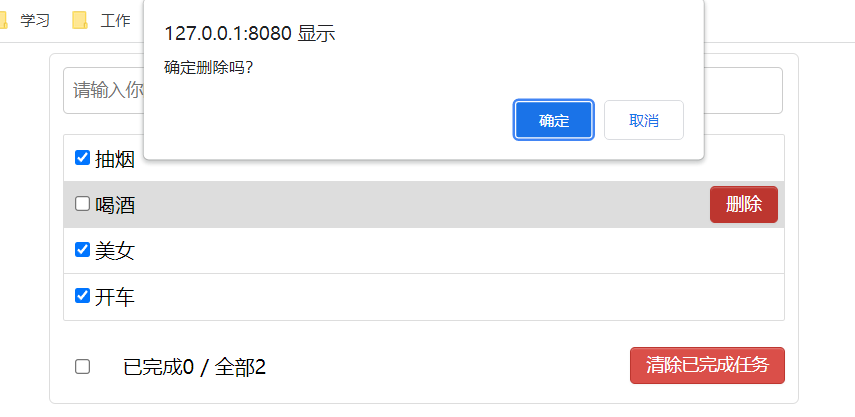 学习 工作
127.0.0.1:8080 显示
确定删除吗?
确定 取消
请输入你
抽烟
喝酒 删除
美女
开车
已完成0 / 全部2 清除已完成任务